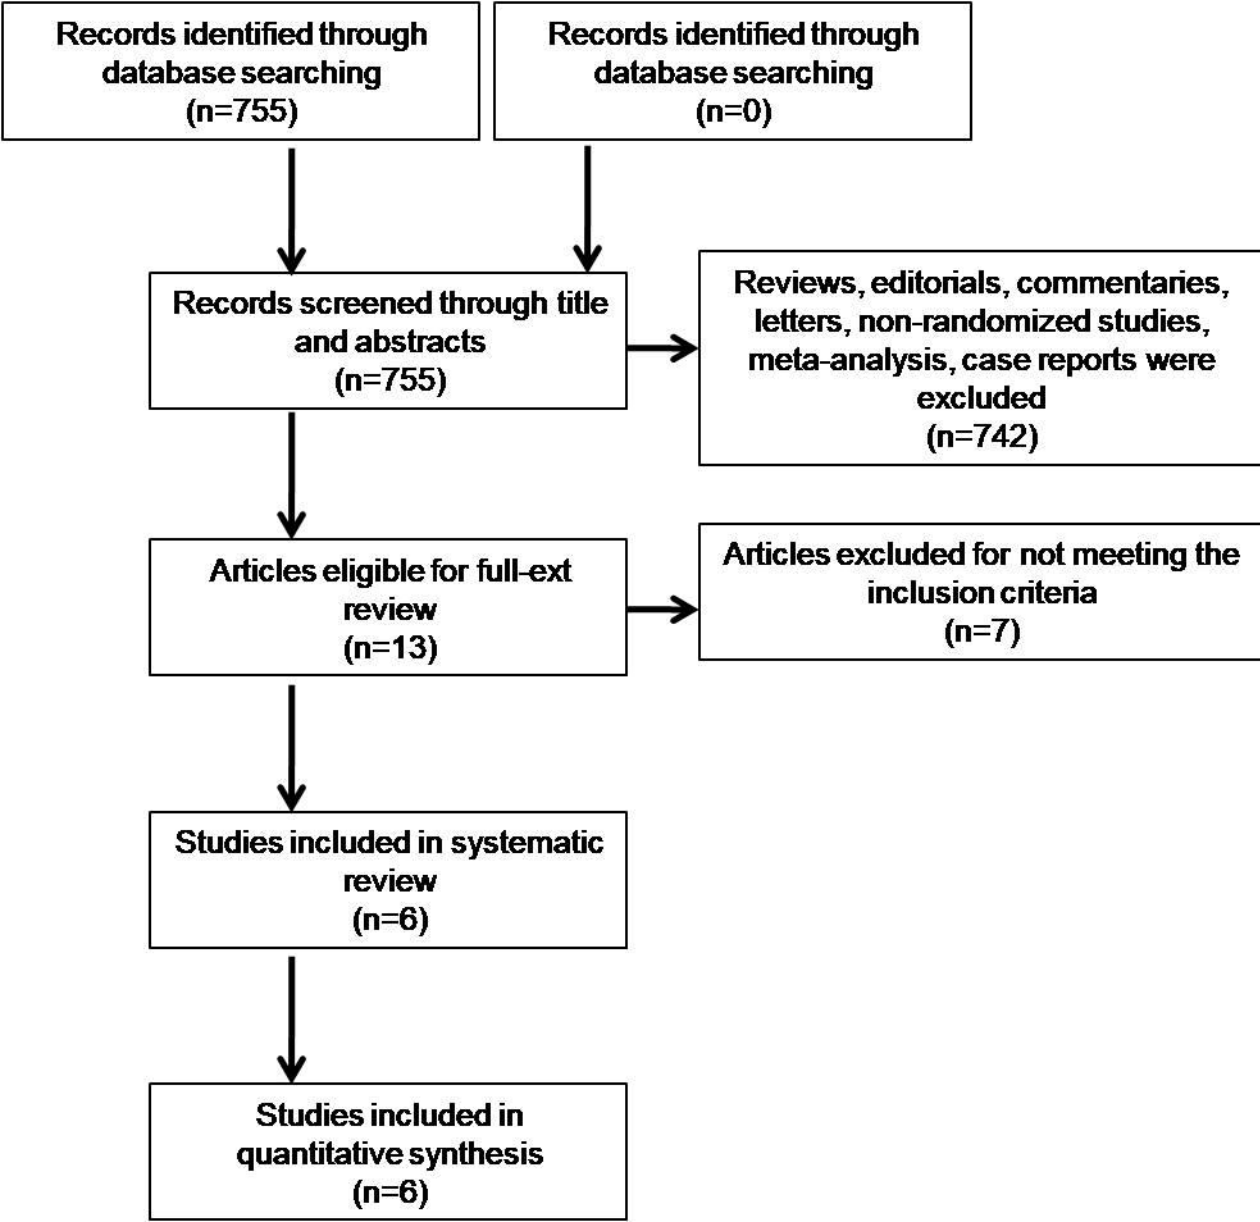 Records identified through
database searching
(n=755)
Records identified through
database searching
(n=0)
Records screened through title
and abstracts
(n=755)
Reviews, editorials, commentaries,
letters, non-randomized studies,
meta-analysis, case reports were
excluded
(n=742)
Articles eligible for full-ext
review
(n=13)
Articles excluded for not meeting the
inclusion criteria
(n=7)
Studies included in systematic
review
(n=6)
Studies included in
quantitative synthesis
(n=6)